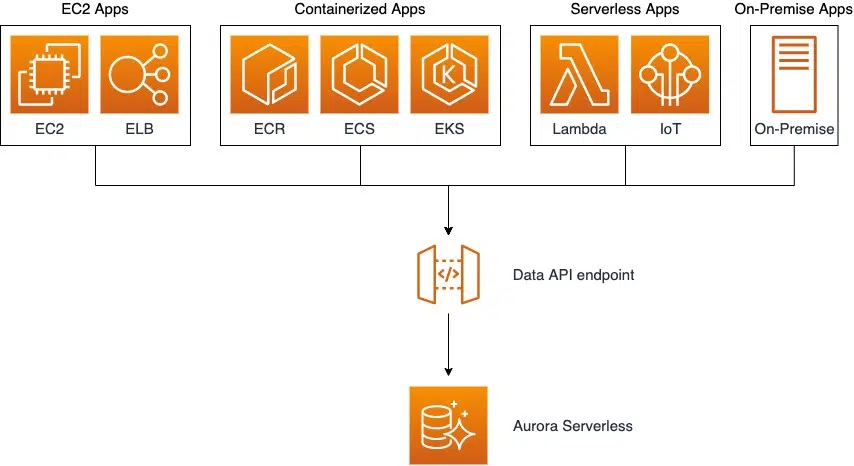 EC2 Apps
Containerized Apps
Serverless Apps
On-Premise Apps
EC2
ELB
ECR
ECS
K
EKS
Lambda
IoT
On-Premise
</>
Data API endpoint
Aurora Serverless